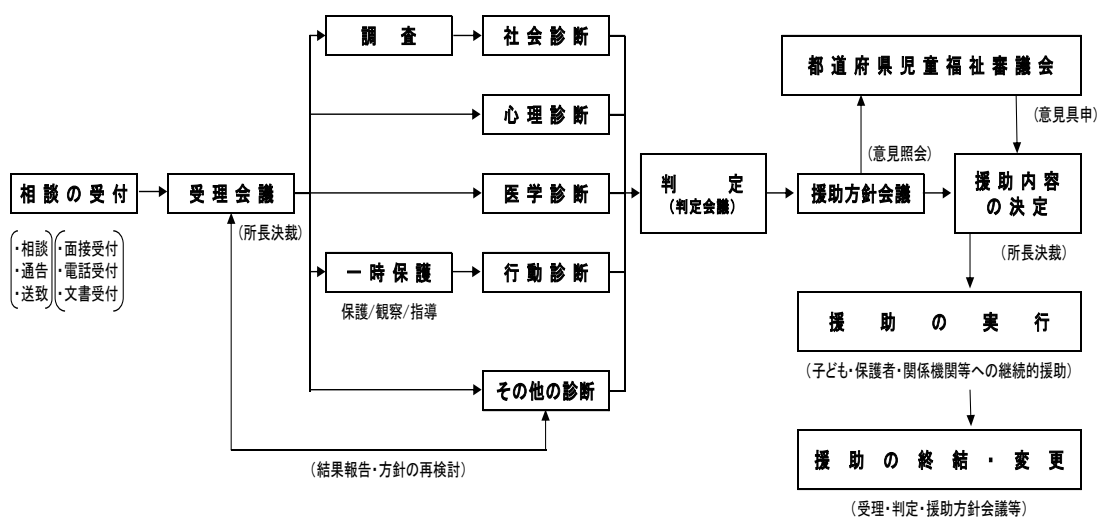 相談の受付
・相談
・通告
・送致
・面接受付
・電話受付
・文書受付
受理会議
(所長決裁)
調査
社会診断
心理診断
医学診断
一時保護
保護/観察/指導
行動診断
その他の診断
(結果報告・方針の再検討)
判定
(判定会議)
援助方針会議
(意見照会)
都道府県児童福祉審議会
(意見具申)
援助内容
の決定
(所長決裁)
援助の実行
(子ども・保護者・関係機関等への継続的援助)
援助の終結・変更
(受理・判定・援助方針会議等)